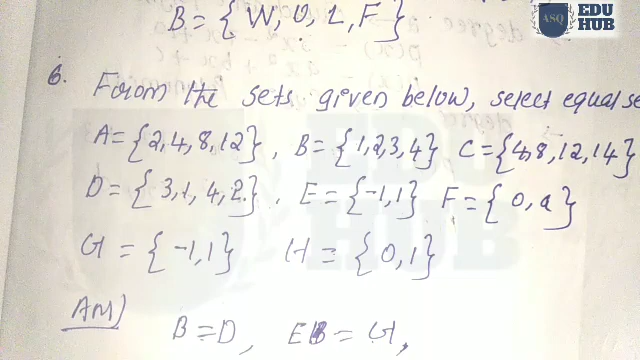 B = { W, O, L, F }
ASQ EDU HUB
6. From the sets given below, select equal se
A = {2, 4, 8, 12}, B = {1, 2, 3, 4} C = {4, 8, 12, 14}
D = {3, 1, 4, 2.}, E = {-1, 1} F = {0, a}
G = {-1, 1} H = {0, 1}
Ans)
B = D, E = G,